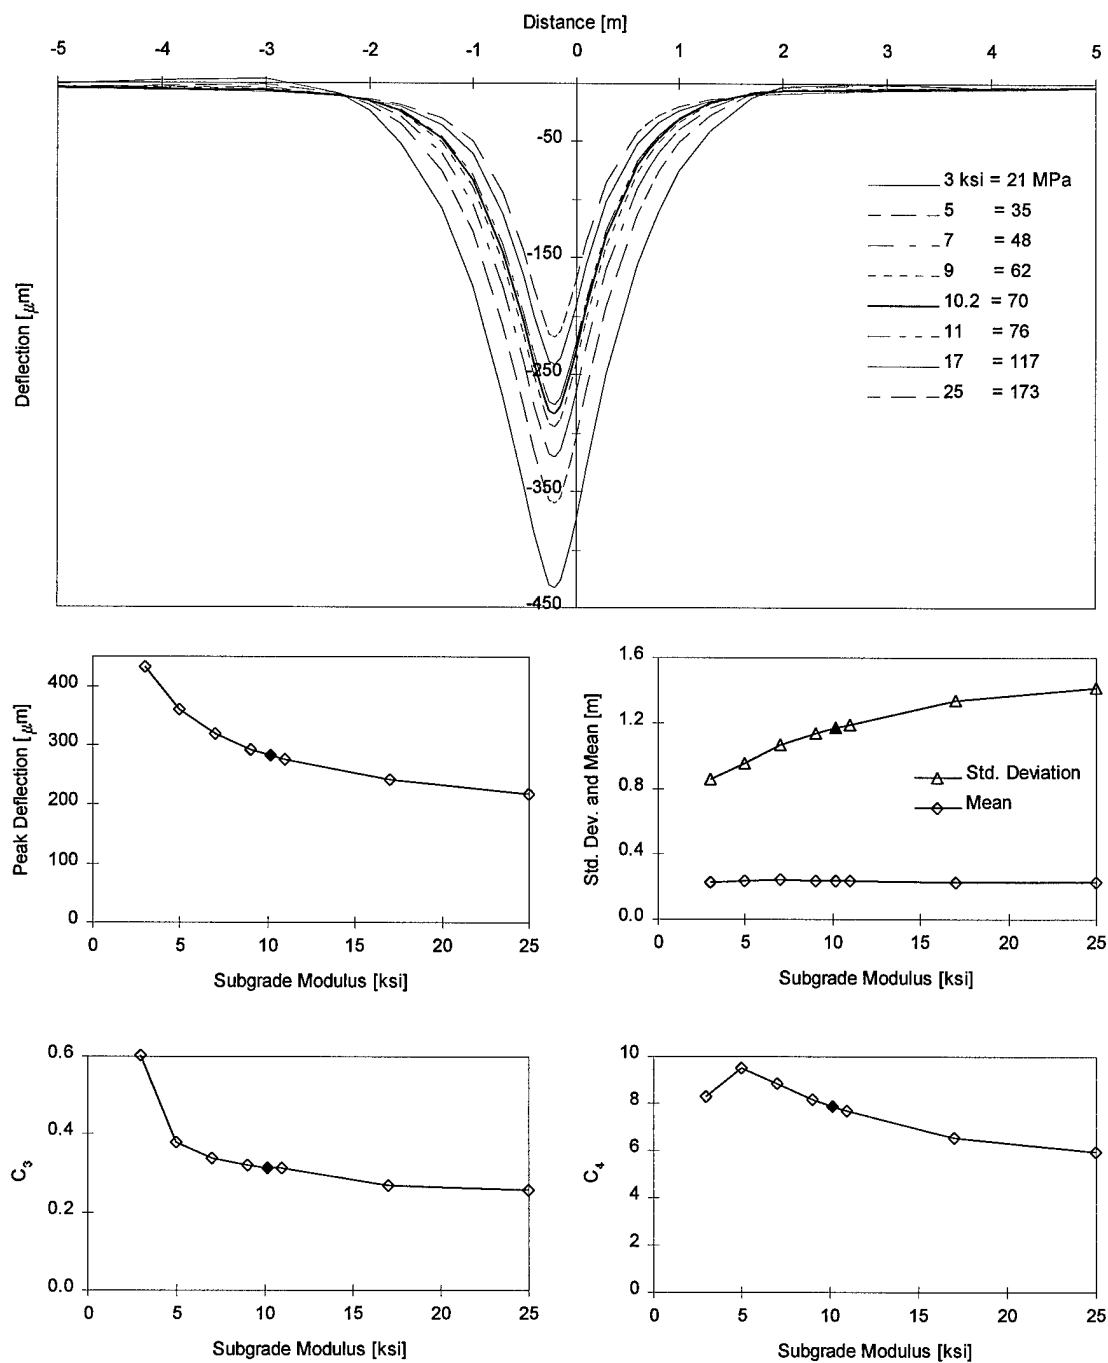 Distance [m]
-5 -4 -3 -2 -1 0 1 2 3 4 5
-50
-150
-250
-350
-450
Deflection [μm]
3 ksi = 21 MPa
5 = 35
7 = 48
9 = 62
10.2 = 70
11 = 76
17 = 117
25 = 173
Peak Deflection [μm]
400
300
200
100
0
0 5 10 15 20 25
Subgrade Modulus [ksi]
Std. Dev. and Mean [m]
1.6
1.2
0.8
0.4
0.0
Std. Deviation
Mean
0 5 10 15 20 25
Subgrade Modulus [ksi]
C₃
0.6
0.4
0.2
0.0
0 5 10 15 20 25
Subgrade Modulus [ksi]
C₄
10
8
6
4
2
0
0 5 10 15 20 25
Subgrade Modulus [ksi]